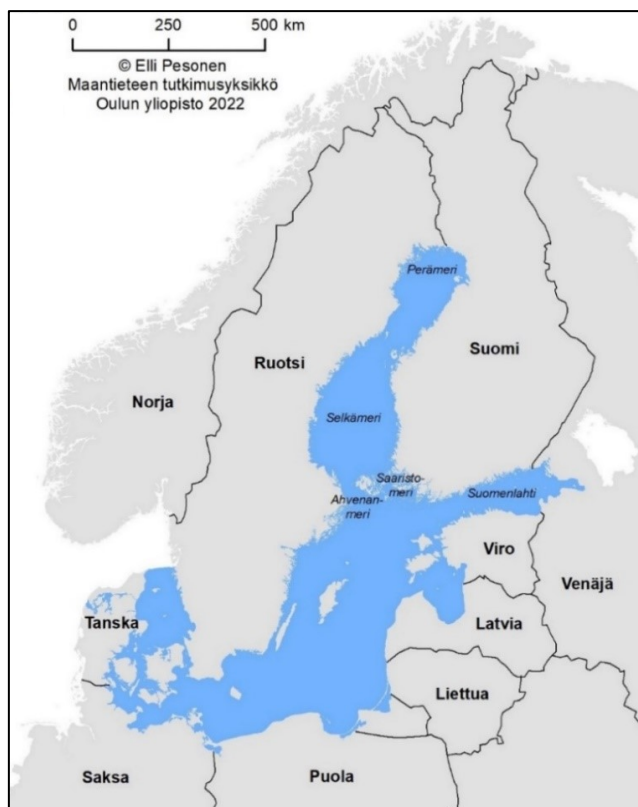 0 250 500 km
© Elli Pesonen
Maantieteen tutkimusyksikkö
Oulun yliopisto 2022
Perämeri
Suomi
Ruotsi
Norja
Selkämeri
Saaristo-
meri
Ahvenan-
meri
Suomenlahti
Viro
Venäjä
Tanska
Latvia
Liettua
Saksa
Puola